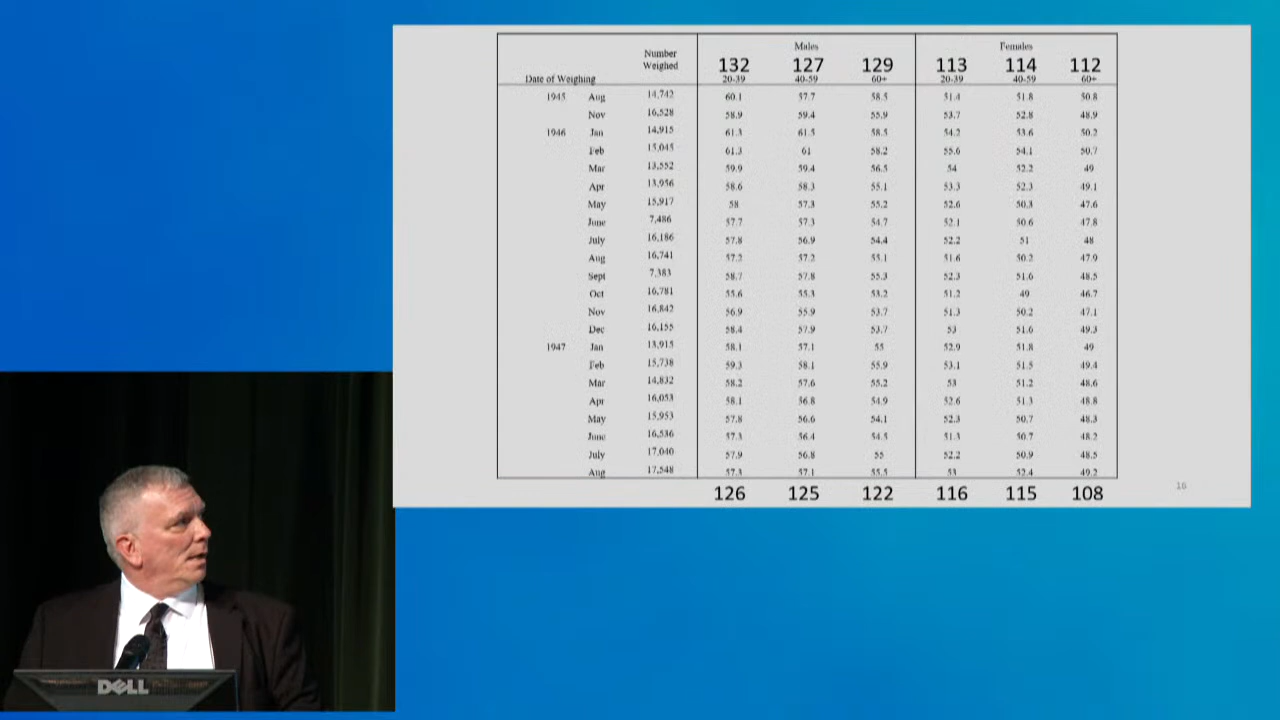 Males Females
Number
Weighed
132 127 129 113 114 112
Date of Weighing 20-39 40-59 60+ 20-39 40-59 60+
1945 Aug 14,742 60.1 57.7 58.5 51.4 51.8 50.8
Nov 16,528 58.9 59.4 55.9 53.7 52.8 48.9
1946 Jan 14,915 61.3 61.5 58.5 54.2 53.6 50.2
Feb 15,045 61.3 61 58.2 55.6 54.1 50.7
Mar 13,552 59.9 59.4 56.5 54 52.2 49
Apr 13,956 58.6 58.3 55.1 53.3 52.3 49.1
May 15,917 58 57.3 55.2 52.6 50.3 47.6
June 7,486 57.7 57.3 54.7 52.1 50.6 47.8
July 16,186 57.8 56.9 54.4 52.2 51 48
Aug 16,741 57.2 57.2 55.1 51.6 50.2 47.9
Sept 7,383 58.7 57.8 55.3 52.3 51.6 48.5
Oct 16,781 55.6 55.3 53.2 51.2 49 46.7
Nov 16,842 56.9 55.9 53.7 51.3 50.2 47.1
Dec 16,155 58.4 57.9 53.7 53 51.6 49.3
1947 Jan 13,915 58.1 57.1 55 52.9 51.8 49
Feb 15,738 59.3 58.1 55.9 53.1 51.5 49.4
Mar 14,832 58.2 57.6 55.2 53 51.2 48.6
Apr 16,053 58.1 56.8 54.9 52.6 51.3 48.8
May 15,953 57.8 56.6 54.1 52.3 50.7 48.3
June 16,536 57.3 56.4 54.5 51.3 50.7 48.2
July 17,040 57.9 56.8 55 52.2 50.9 48.5
Aug 17,548 57.3 57.1 55.5 53 52.4 49.2
126 125 122 116 115 108
16
DELL